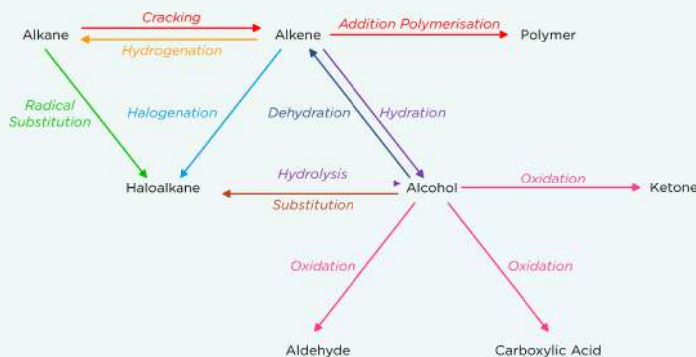 Cracking
Addition Polymerisation
Alkane
Alkene
Polymer
Hydrogenation
Radical
Substitution
Halogenation
Dehydration
Hydration
Haloalkane
Hydrolysis
Substitution
Alcohol
Oxidation
Ketone
Oxidation
Oxidation
Aldehyde
Carboxylic Acid